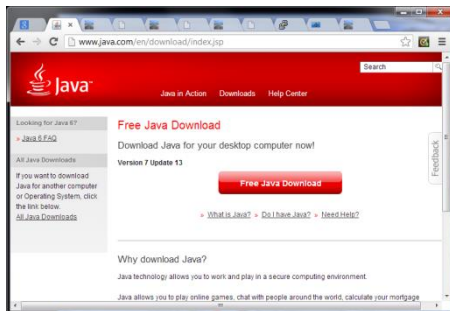 www.java.com/en/download/index.jsp
Search
Java
Java in Action Downloads Help Center
Looking for Java 6?
» Java 6 FAQ
All Java Downloads
If you want to download
Java for another computer
or Operating System, click
the link below.
All Java Downloads
Free Java Download
Download Java for your desktop computer now!
Version 7 Update 13
Free Java Download
» What is Java? » Do I have Java? » Need Help?
Why download Java?
Java technology allows you to work and play in a secure computing environment.
Java allows you to play online games, chat with people around the world, calculate your mortgage
Feedback